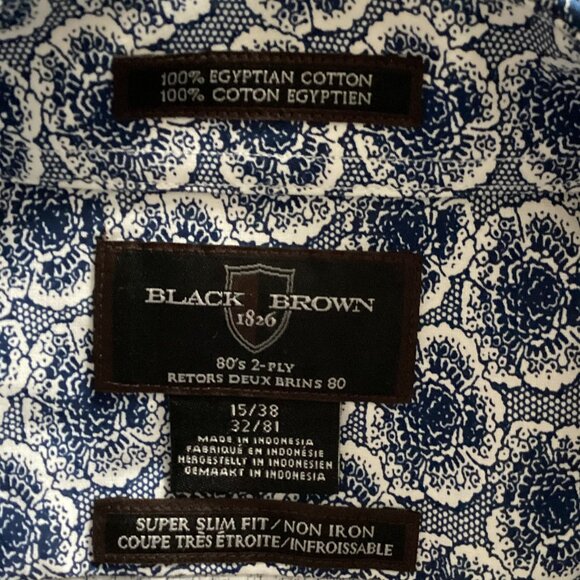 100% EGYPTIAN COTTON
100% COTON EGYPTIEN
BLACK BROWN
1826
80's 2-PLY
RETORS DEUX BRINS 80
15/38
32/81
MADE IN INDONESIA
FABRIQUÉ EN INDONÉSIE
HERGESTELLT IN INDONESIEN
GEMAAKT IN INDONESIA
SUPER SLIM FIT/NON IRON
COUPE TRÈS ÉTROITE/INFROISSABLE